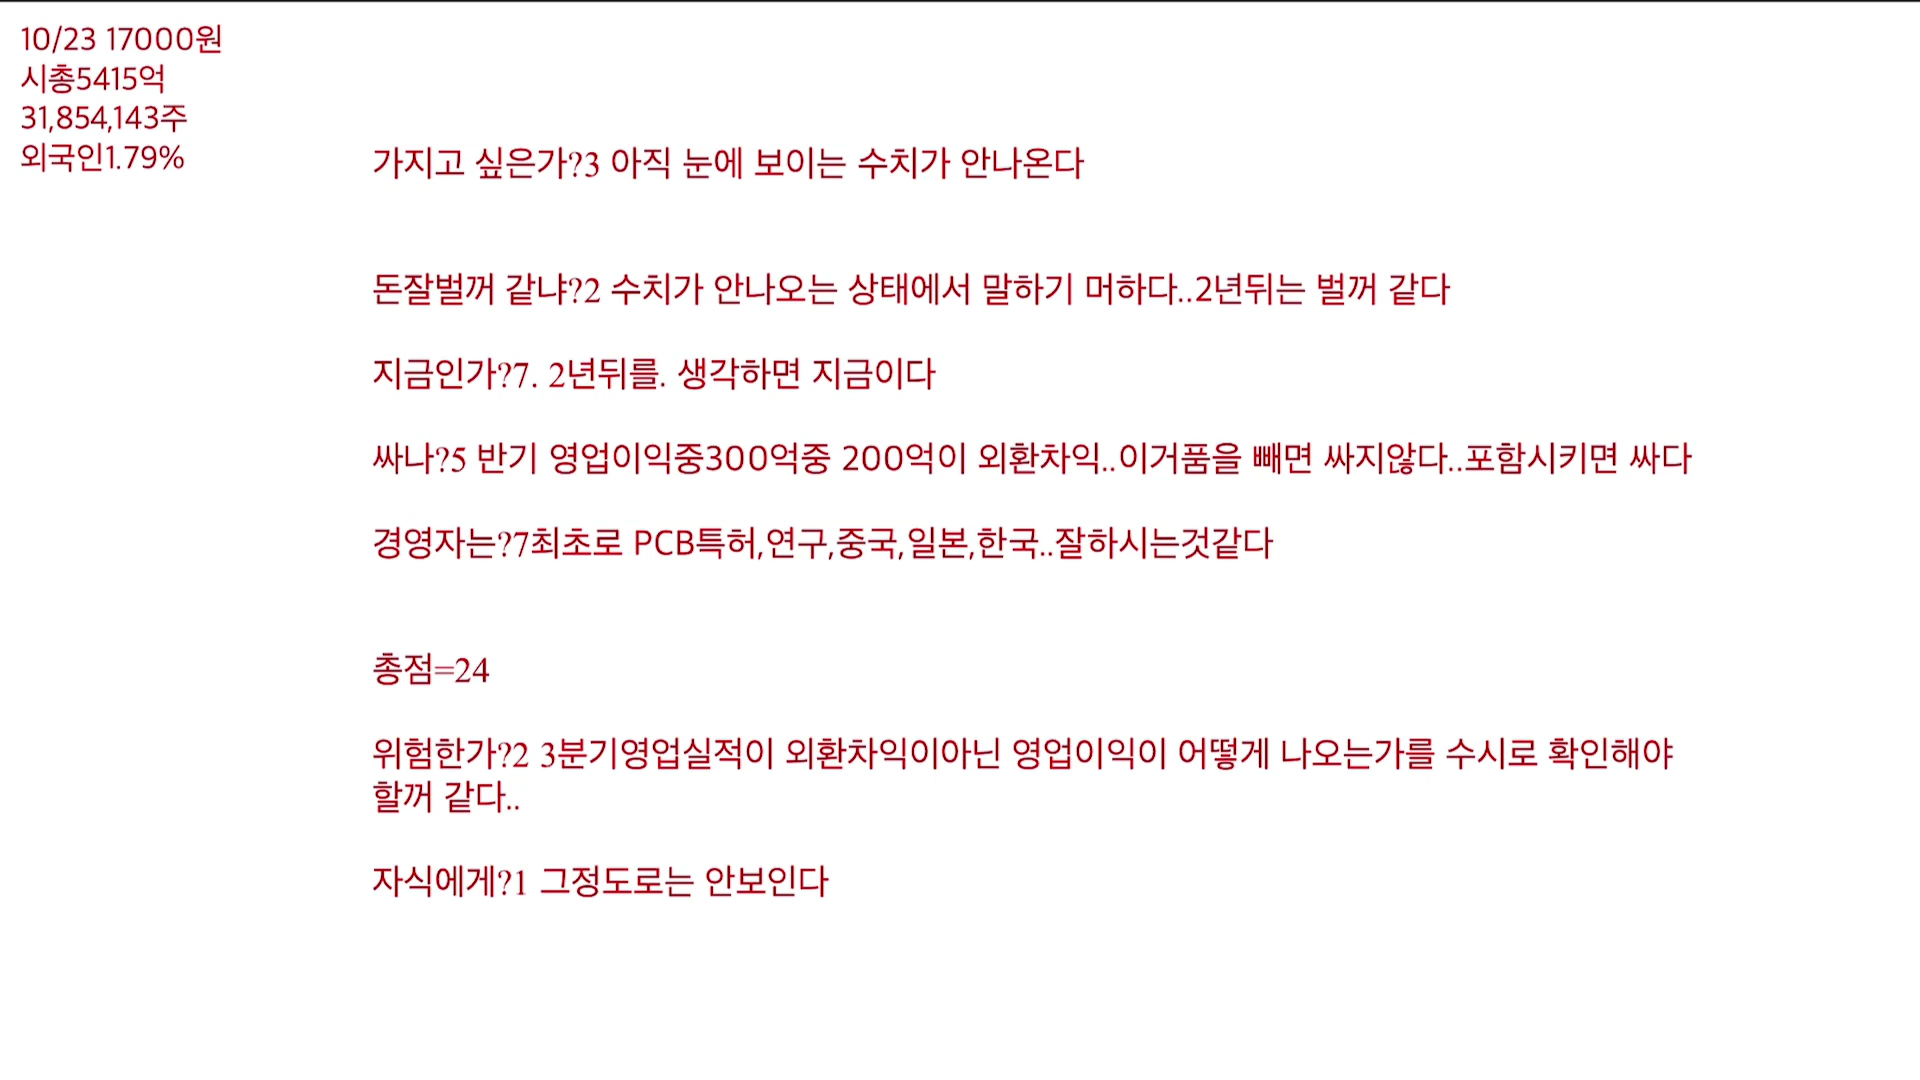 10/23 17000원
시총5415억
31,854,143주
외국인1.79%
가지고 싶은가?3 아직 눈에 보이는 수치가 안나온다
돈잘벌꺼 같냐?2 수치가 안나오는 상태에서 말하기 머하다..2년뒤는 벌꺼 같다
지금인가?7. 2년뒤를. 생각하면 지금이다
싸나?5 반기 영업이익중300억중 200억이 외환차익..이거품을 빼면 싸지않다..포함시키면 싸다
경영자는?7최초로 PCB특허,연구,중국,일본,한국..잘하시는것같다
총점=24
위험한가?2 3분기영업실적이 외환차익이아닌 영업이익이 어떻게 나오는가를 수시로 확인해야
할꺼 같다..
자식에게?1 그정도로는 안보인다